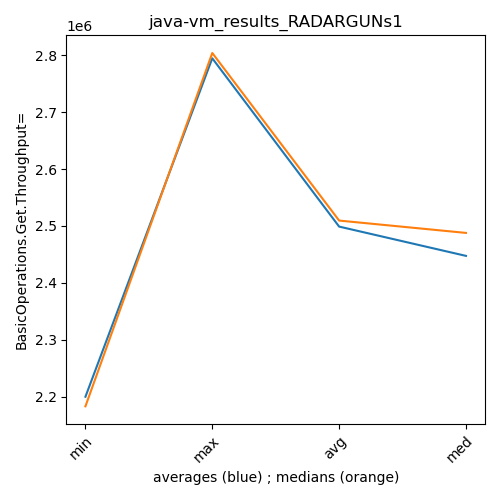 java-vm_results_RADARGUNs1
1e6
2.8
2.7
2.6
2.5
2.4
2.3
2.2
BasicOperations.Get.Throughput=
min
max
avg
med
averages (blue) ; medians (orange)